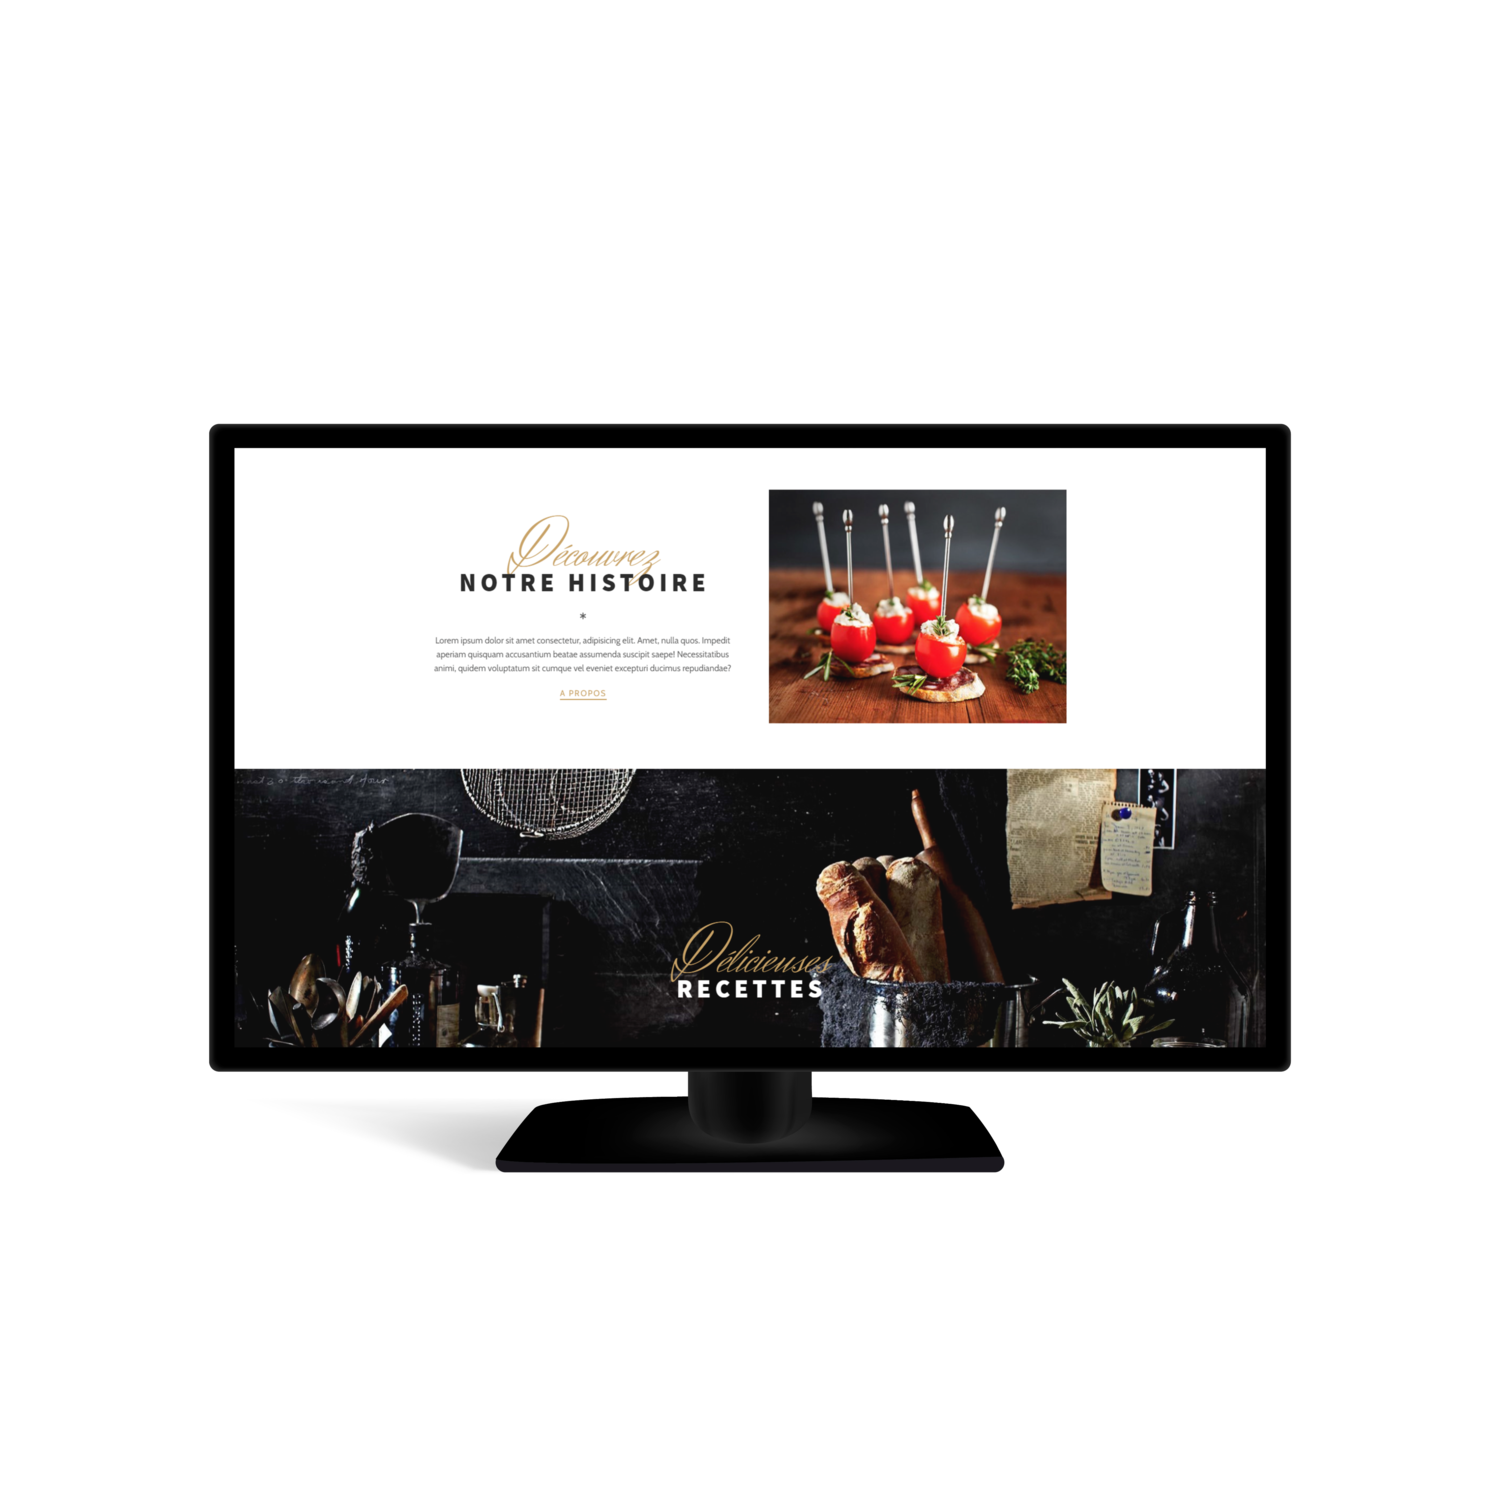 Découvrez
NOTRE HISTOIRE
*
Lorem ipsum dolor sit amet consectetur, adipisicing elit. Amet, nulla quos. Impedit
aperiam quisquam accusantium beatae assumenda suscipit saepe! Necessitatibus
animi, quidem voluptatum sit cumque vel eveniet excepturi ducimus repudiandae?
A PROPOS
Délicieuses
RECETTES